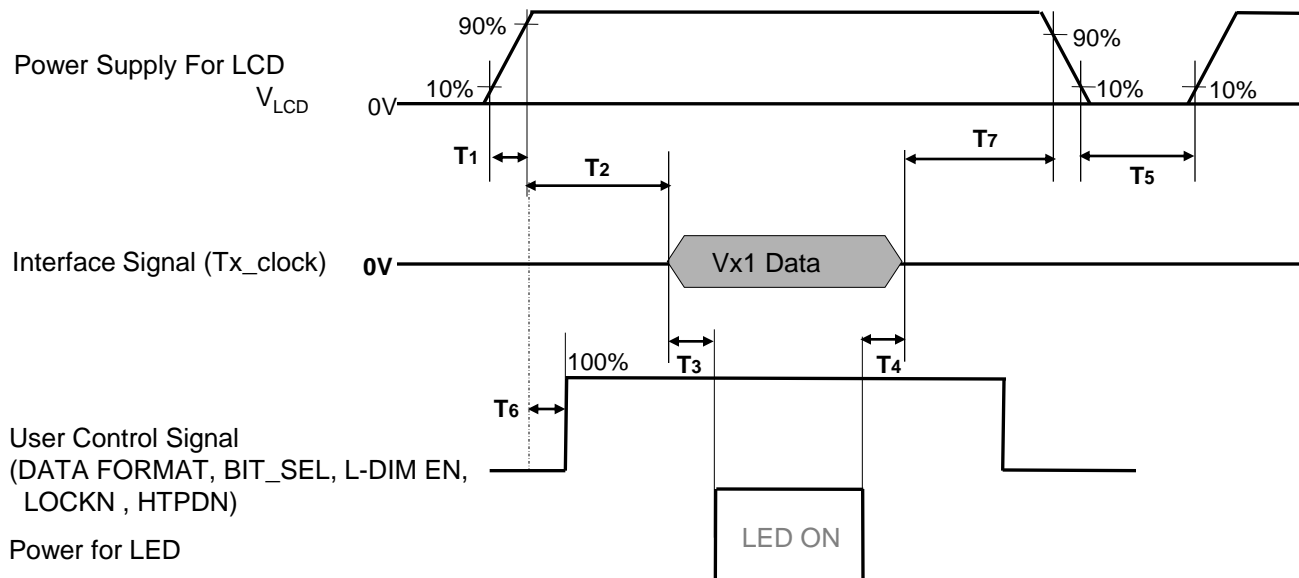 90%
Power Supply For LCD
VLCD
10%
0V
90%
10%
10%
T1
T2
T7
T5
Interface Signal (Tx_clock)
0V
Vx1 Data
T3
T4
100%
T6
User Control Signal
(DATA FORMAT, BIT_SEL, L-DIM EN,
LOCKN , HTPDN)
LED ON
Power for LED